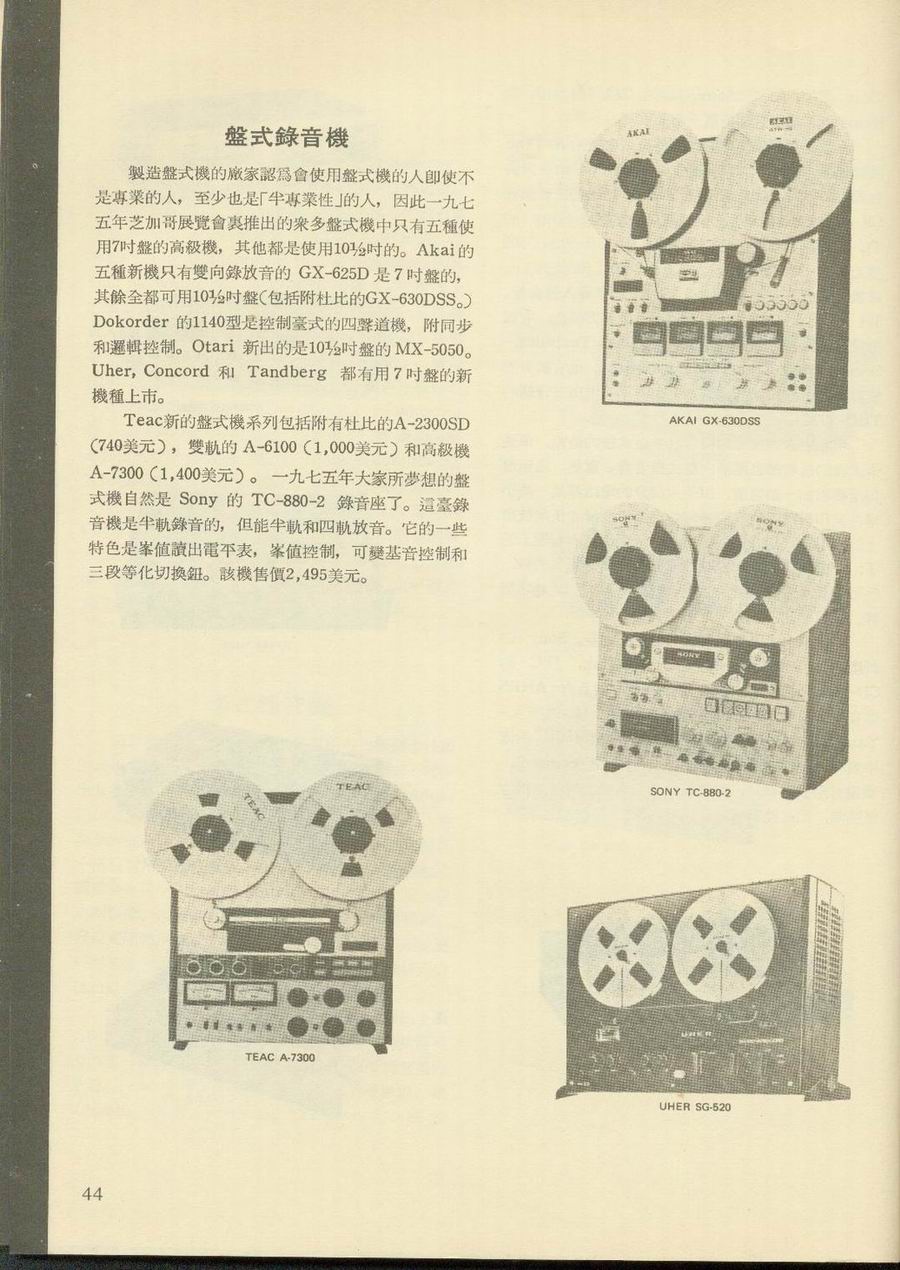 盤式錄音機
製造盤式機的廠家認爲會使用盤式機的人卽使不
是專業的人，至少也是「半專業性」的人，因此一九七
五年芝加哥展覽會裏推出的衆多盤式機中只有五種使
用7吋盤的高級機，其他都是使用10½吋的。Akai的
五種新機只有雙向錄放音的 GX-625D 是 7 吋盤的，
其餘全都可用10½吋盤（包括附杜比的GX-630DSS。）
Dokorder 的1140型是控制臺式的四聲道機，附同步
和邏輯控制。Otari 新出的是10½吋盤的 MX-5050。
Uher, Concord 和 Tandberg 都有用 7 吋盤的新
機種上市。
Teac新的盤式機系列包括附有杜比的A-2300SD
（740美元），雙軌的 A-6100（1,000美元）和高級機
A-7300（1,400美元）。一九七五年大家所夢想的盤
式機自然是 Sony 的 TC-880-2 錄音座了。這臺錄
音機是半軌錄音的，但能半軌和四軌放音。它的一些
特色是峯值讀出電平表，峯值控制，可變基音控制和
三段等化切換鈕。該機售價2,495美元。
AKAI
AKAI
AKAI GX-630DSS
SONY
SONY
SONY
SONY TC-880-2
TEAC
TEAC
TEAC A-7300
UHER
UHER SG-520
44